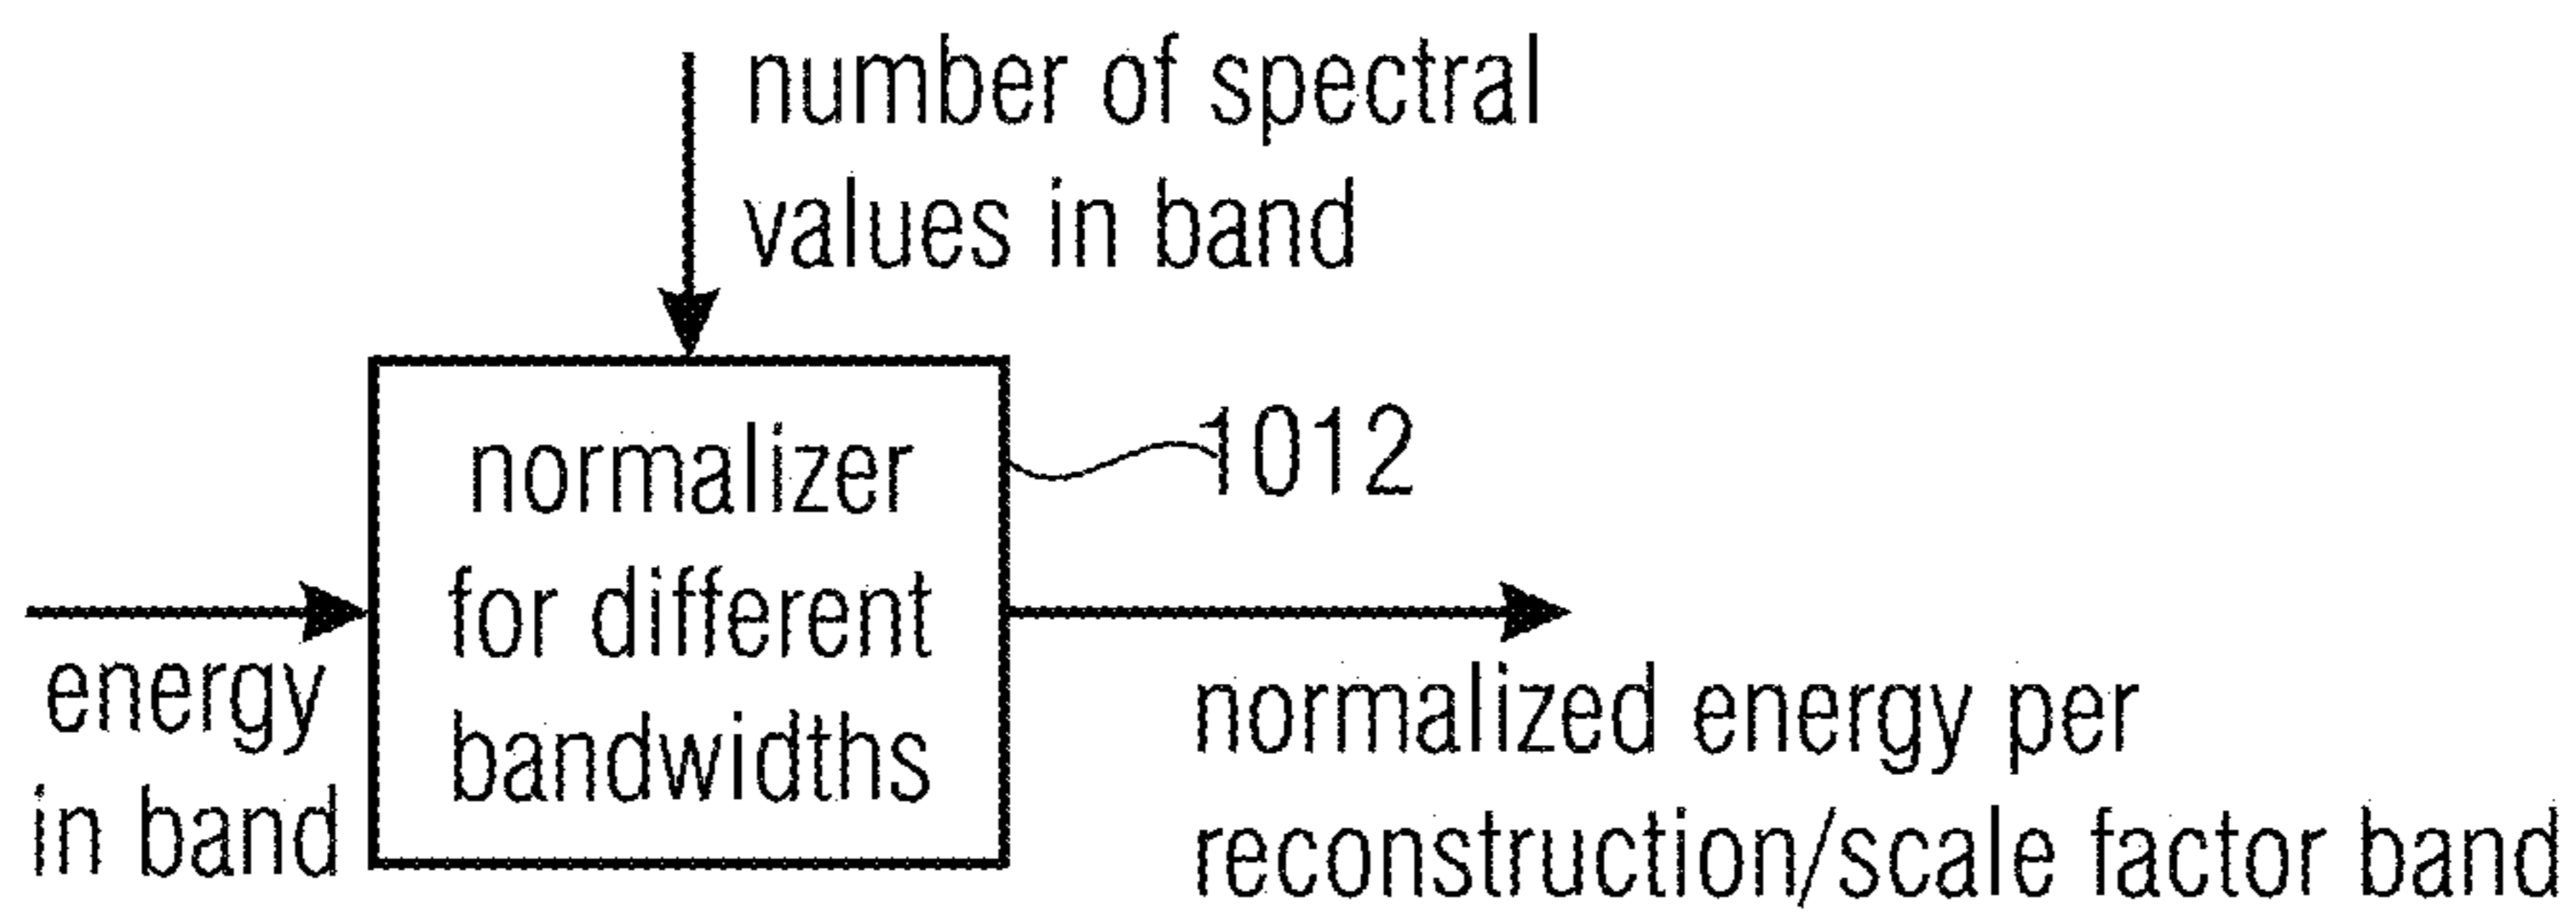 number of spectral
values in band
normalizer
for different
bandwidths
1012
energy
in band
normalized energy per
reconstruction/scale factor band